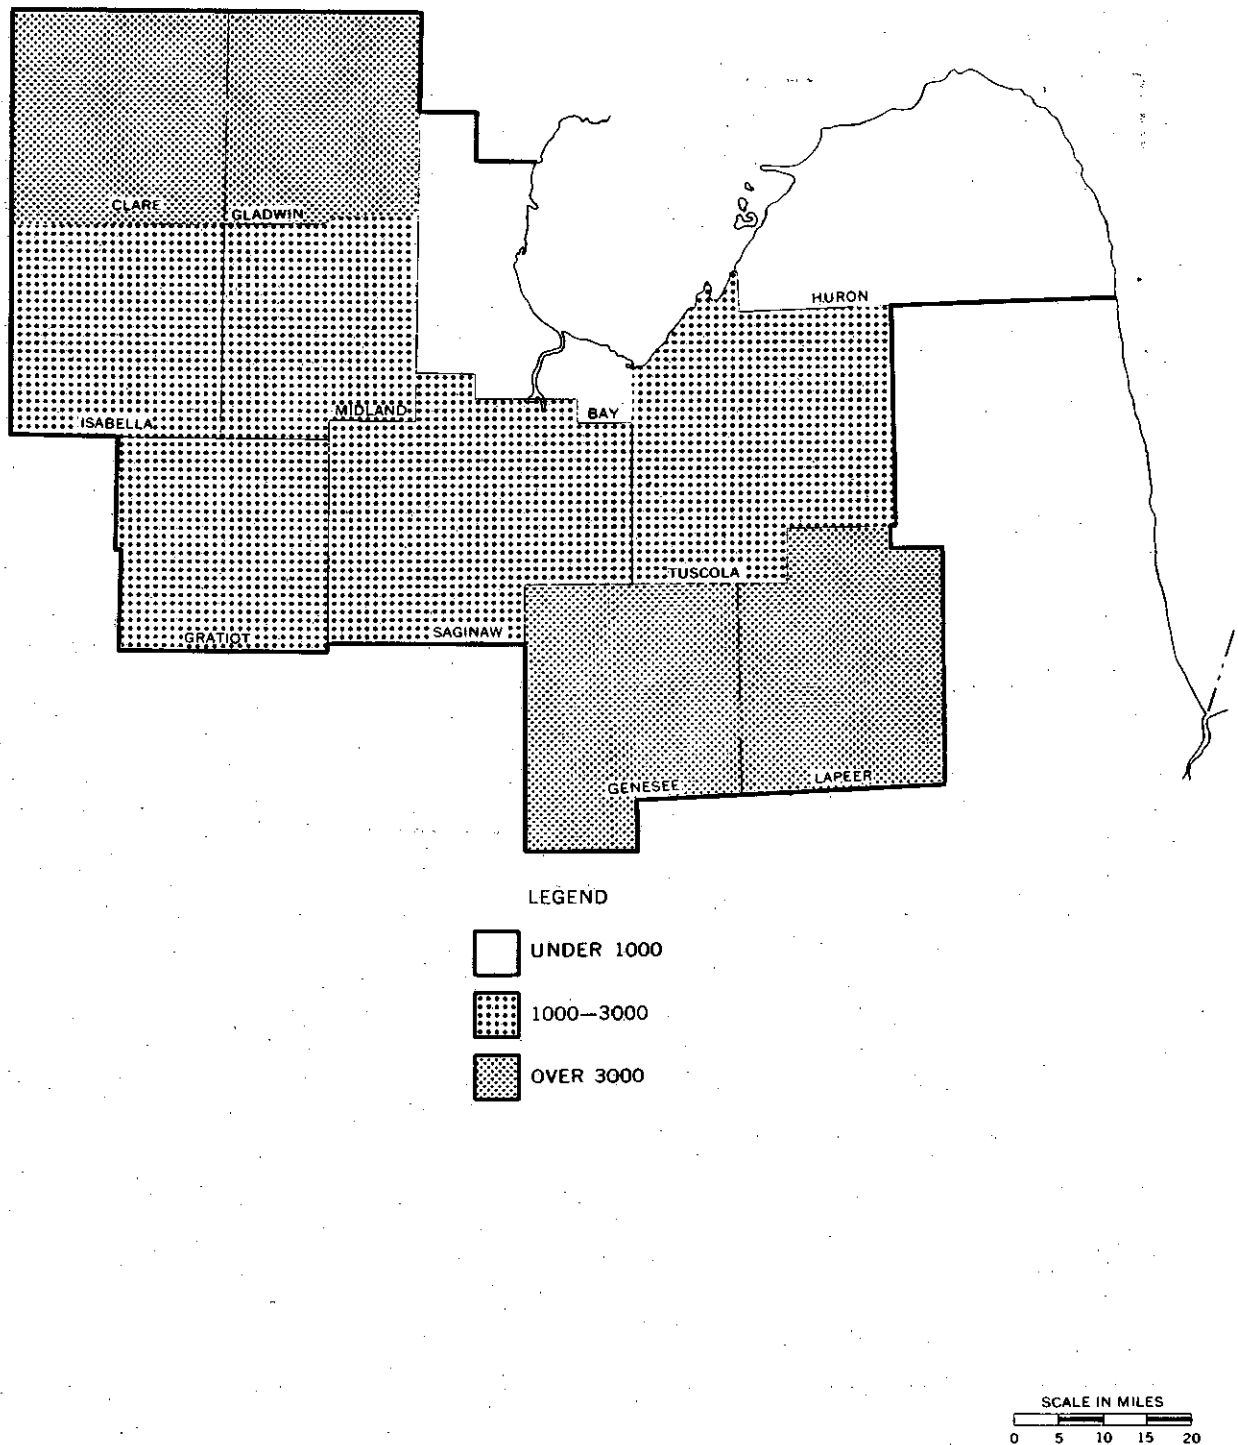 CLARE
GLADWIN
HURON
ISABELLA
MIDLAND
BAY
TUSCOLA
GRATIOT
SAGINAW
GENESEE
LAPEER
LEGEND
UNDER 1000
1000—3000
OVER 3000
SCALE IN MILES
0 5 10 15 20